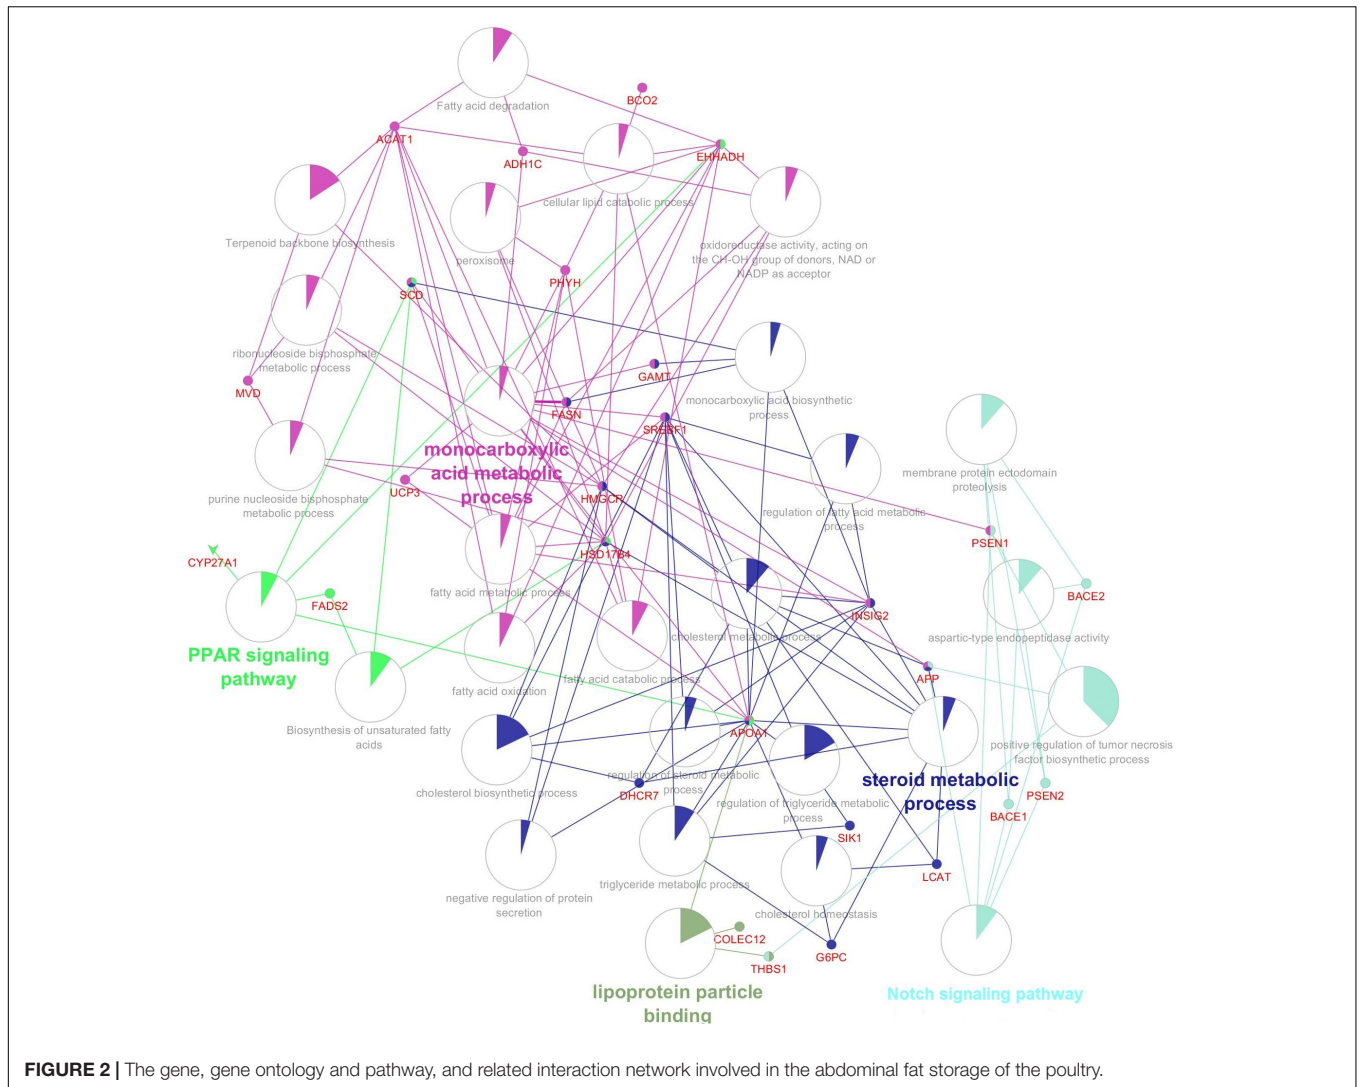 Fatty acid degradation
BCO2
ACAT1
ADH1C
EHHADH
cellular lipid catabolic process
Terpenoid backbone biosynthesis
peroxisome
oxidoreductase activity, acting on
the CH-OH group of donors, NAD or
NADP as acceptor
PHYH
SCD
ribonucleoside bisphosphate
metabolic process
MVD
GAMT
monocarboxylic acid biosynthetic
process
FASN
SREBF1
monocarboxylic
acid metabolic
process
membrane protein ectodomain
proteolysis
purine nucleoside bisphosphate
metabolic process
UCP3
HMGCR
regulation of fatty acid metabolic
process
PSEN1
HSD17B4
CYP27A1
FADS2
fatty acid metabolic process
BACE2
INSIG2
cholesterol metabolic process
aspartic-type endopeptidase activity
PPAR signaling
pathway
fatty acid oxidation
fatty acid catabolic process
APP
Biosynthesis of unsaturated fatty
acids
APOA1
positive regulation of tumor necrosis
factor biosynthetic process
cholesterol biosynthetic process
regulation of steroid metabolic
process
DHCR7
regulation of triglyceride metabolic
process
steroid metabolic
process
PSEN2
BACE1
SIK1
LCAT
negative regulation of protein
secretion
triglyceride metabolic process
cholesterol homeostasis
COLEC12
THBS1
G6PC
lipoprotein particle
binding
Notch signaling pathway
FIGURE 2 | The gene, gene ontology and pathway, and related interaction network involved in the abdominal fat storage of the poultry.